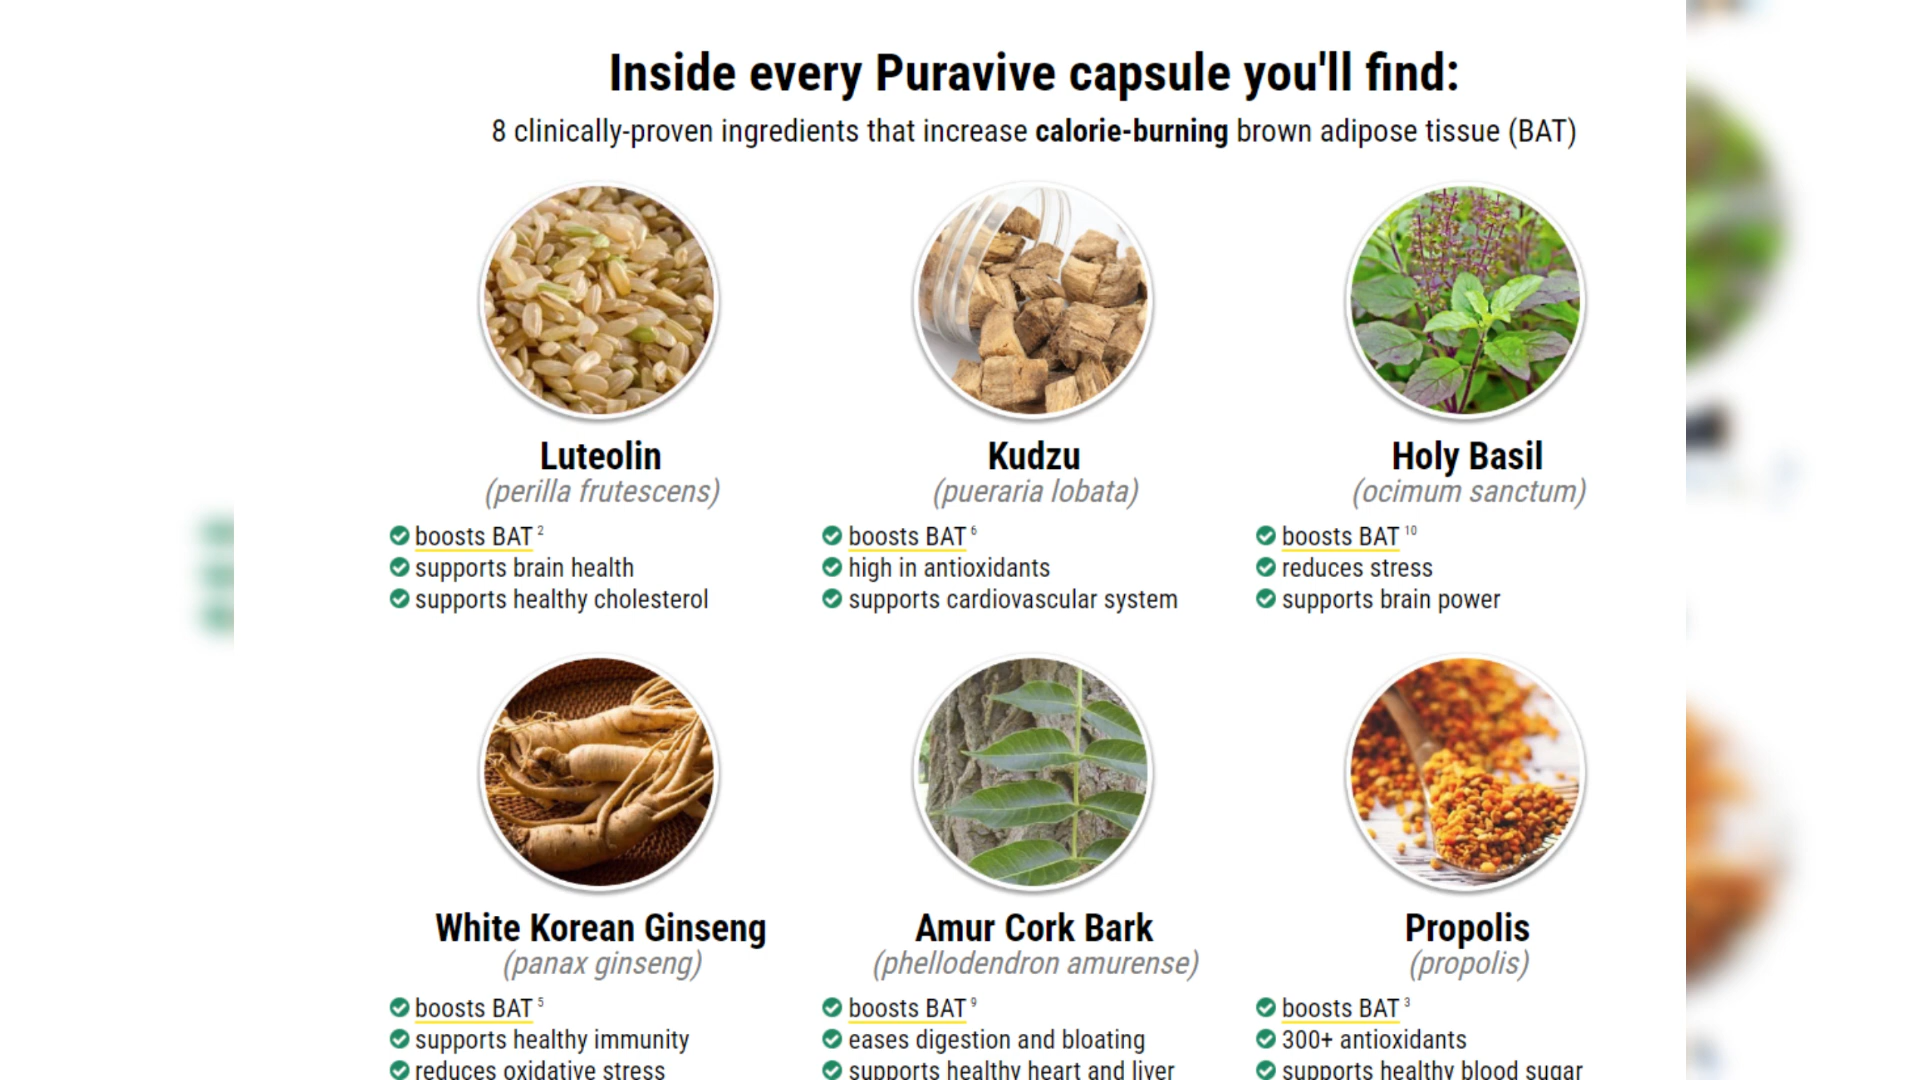 Inside every Puravive capsule you'll find:
8 clinically-proven ingredients that increase calorie-burning brown adipose tissue (BAT)
Luteolin
(perilla frutescens)
boosts BAT 2
supports brain health
supports healthy cholesterol
Kudzu
(pueraria lobata)
boosts BAT 6
high in antioxidants
supports cardiovascular system
Holy Basil
(ocimum sanctum)
boosts BAT 10
reduces stress
supports brain power
White Korean Ginseng
(panax ginseng)
boosts BAT 5
supports healthy immunity
reduces oxidative stress
Amur Cork Bark
(phellodendron amurense)
boosts BAT 9
eases digestion and bloating
supports healthy heart and liver
Propolis
(propolis)
boosts BAT 3
300+ antioxidants
supports healthy blood sugar